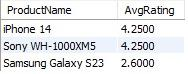 ProductName AvgRating
iPhone 14 4.2500
Sony WH-1000XM5 4.2500
Samsung Galaxy S23 2.6000